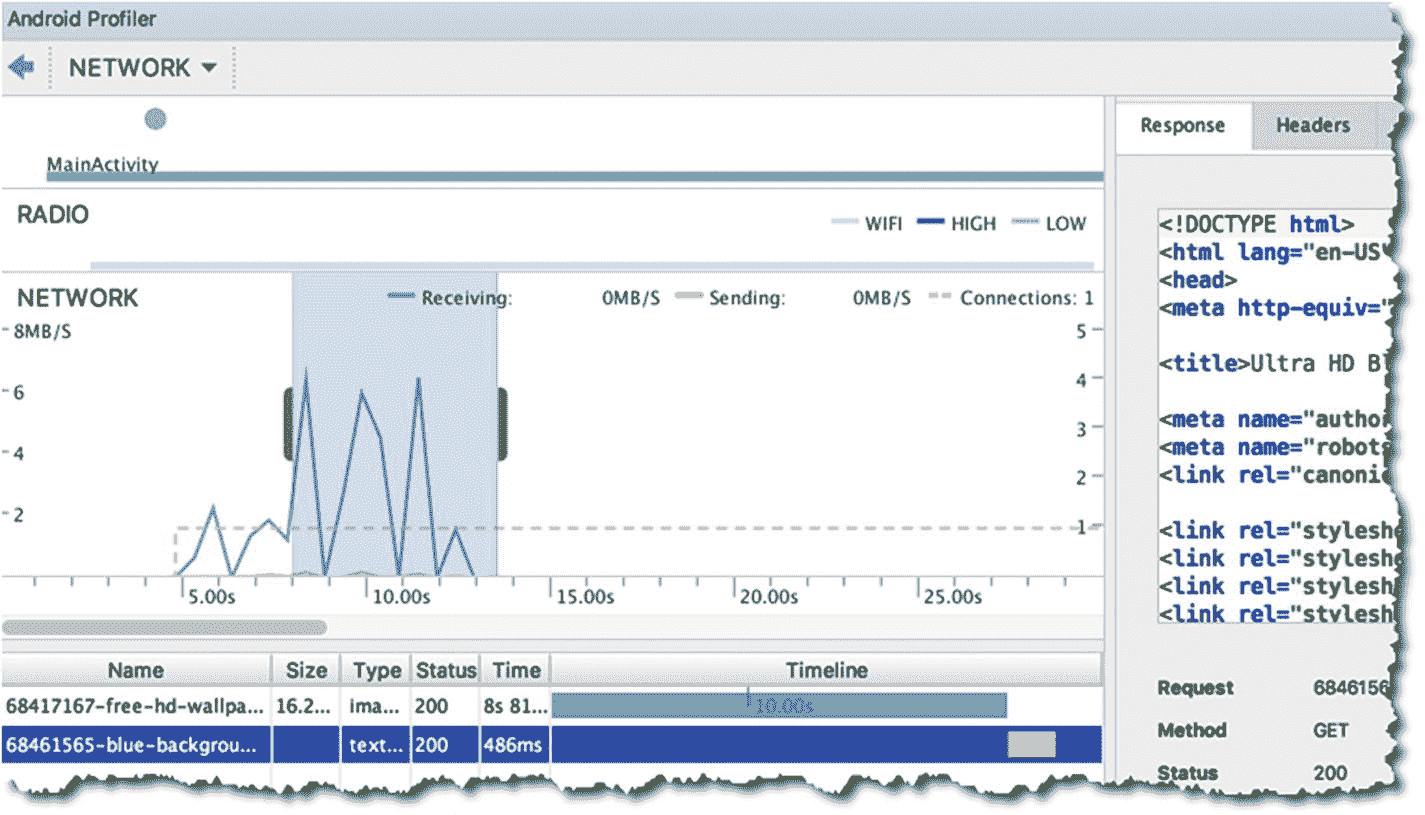 Android Profiler
NETWORK
MainActivity
RADIO
WIFI HIGH LOW
NETWORK
Receiving: 0MB/S Sending: 0MB/S Connections: 1
8MB/S
6
4
2
5
4
3
2
1
5.00s 10.00s 15.00s 20.00s 25.00s
Name Size Type Status Time Timeline
68417167-free-hd-wallpa... 16.2... ima... 200 8s 81... 10.00s
68461565-blue-backgrou... text... 200 486ms
Response Headers
<!DOCTYPE html>
<html lang="en-US"
<head>
<meta http-equiv="
<title>Ultra HD B
<meta name="author
<meta name="robots
<link rel="canonic
<link rel="styleshe
<link rel="styleshe
<link rel="stylesh
<link rel="stylesh
Request 6846156
Method GET
Status 200